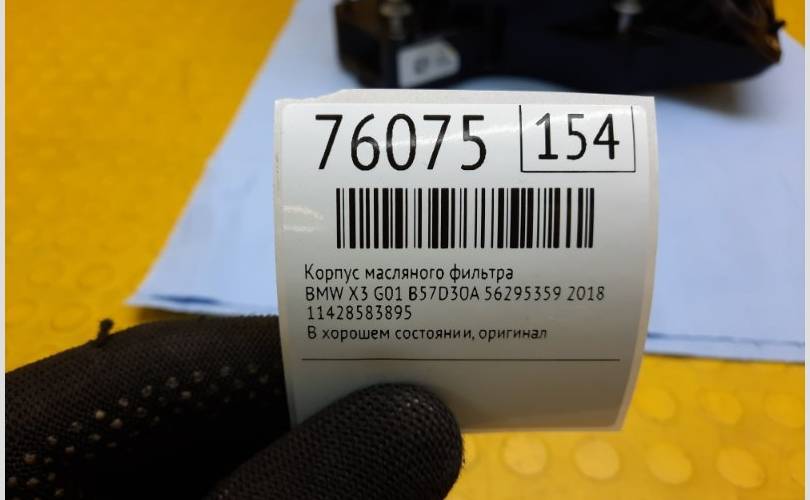 76075 154
Корпус масляного фильтра
BMW X3 G01 B57D30A 56295359 2018
11428583895
В хорошем состоянии, оригинал